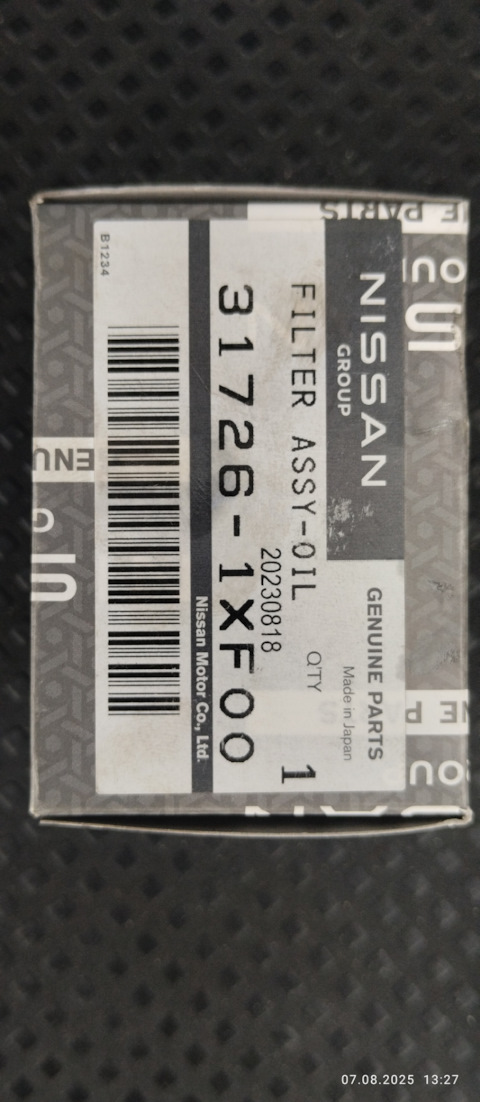 NISSAN
GROUP
GENUINE PARTS
Made in Japan
FILTER ASSY-OIL
Q'TY
1
20230818
31726-1XF00
Nissan Motor Co., Ltd.
B1234
07.08.2025 13:27